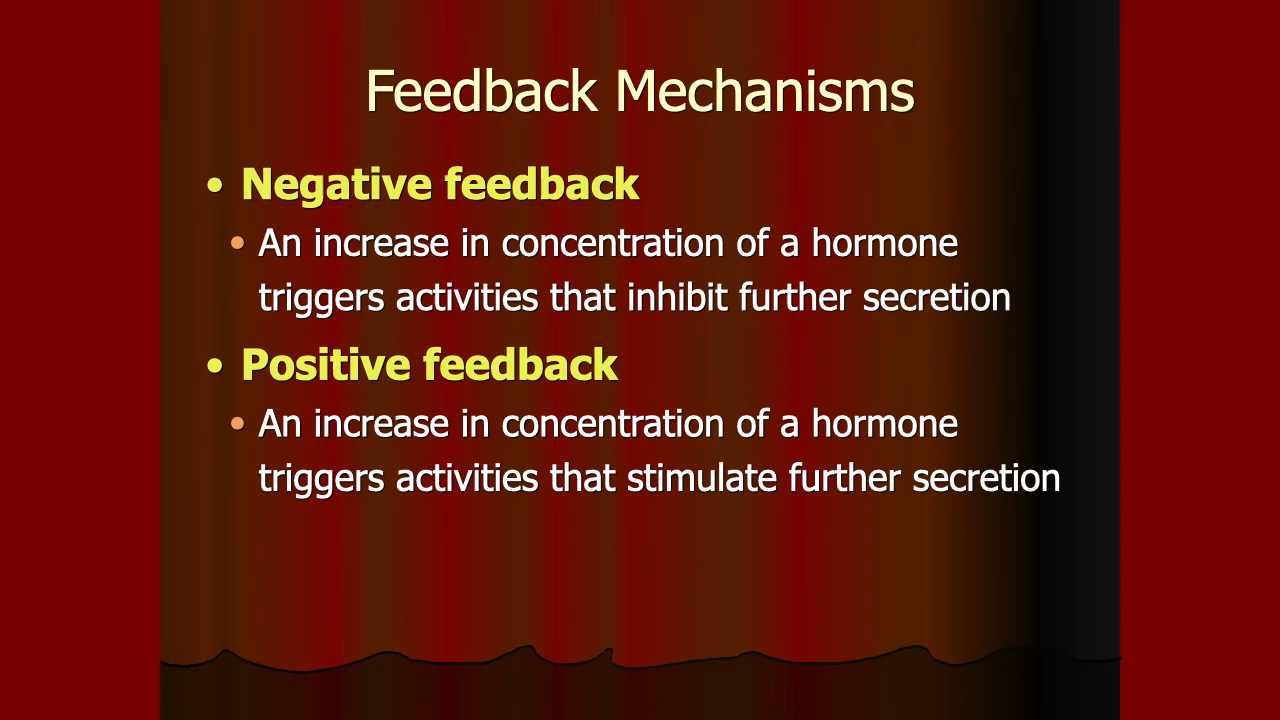 Feedback Mechanisms
• Negative feedback
• An increase in concentration of a hormone
triggers activities that inhibit further secretion
• Positive feedback
• An increase in concentration of a hormone
triggers activities that stimulate further secretion